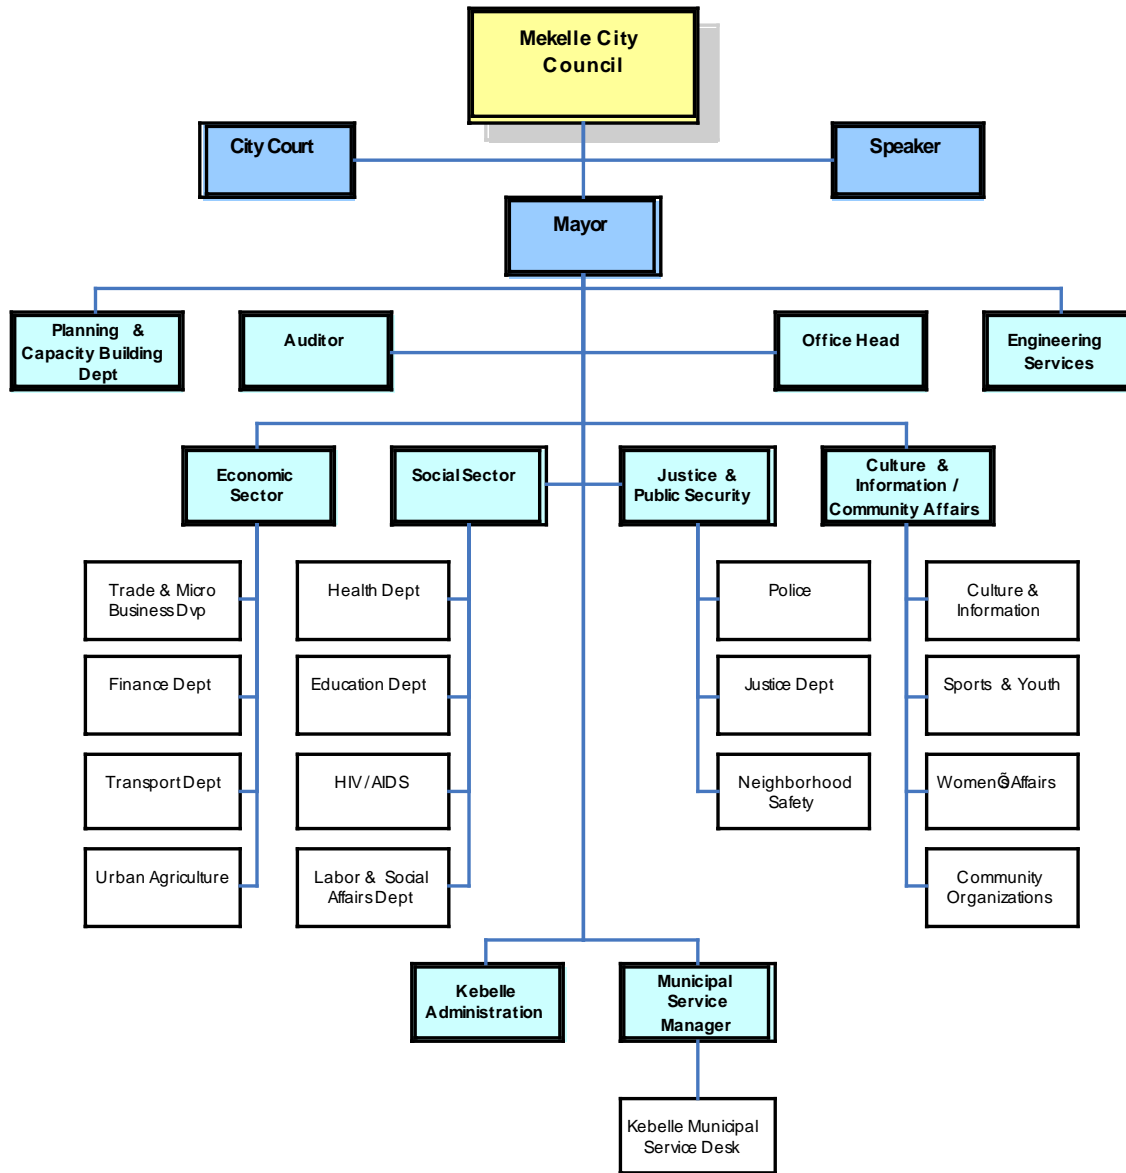 Mekelle City
Council
City Court
Speaker
Mayor
Planning &
Capacity Building
Dept
Auditor
Office Head
Engineering
Services
Economic
Sector
Social Sector
Justice &
Public Security
Culture &
Information /
Community Affairs
Trade & Micro
Business Dvp
Health Dept
Police
Culture &
Information
Finance Dept
Education Dept
Justice Dept
Sports & Youth
Transport Dept
HIV / AIDS
Neighborhood
Safety
WomenÕs Affairs
Urban Agriculture
Labor & Social
Affairs Dept
Community
Organizations
Kebelle
Administration
Municipal
Service
Manager
Kebelle Municipal
Service Desk